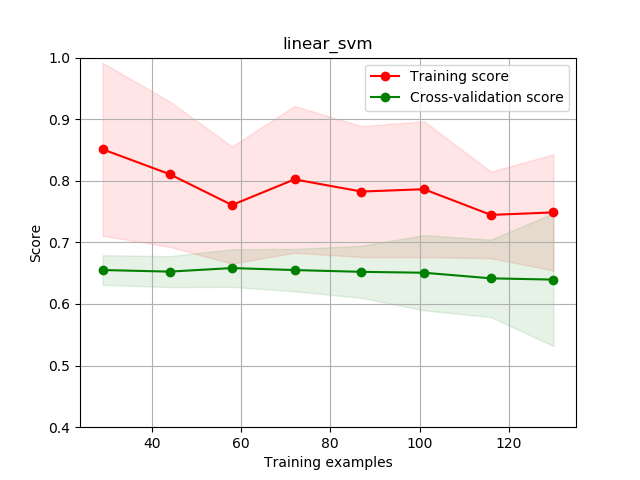 linear_svm
1.0
0.9
0.8
0.7
0.6
0.5
0.4
Score
Training score
Cross-validation score
40 60 80 100 120
Training examples